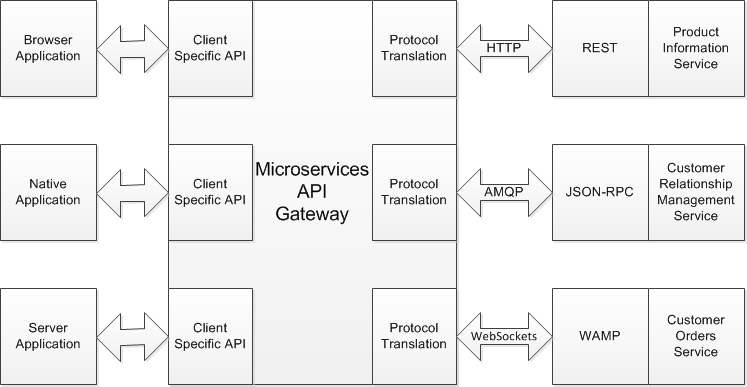 Browser
Application
Client
Specific API
Protocol
Translation
HTTP
REST
Product
Information
Service
Native
Application
Client
Specific API
Microservices
API
Gateway
Protocol
Translation
AMQP
JSON-RPC
Customer
Relationship
Management
Service
Server
Application
Client
Specific API
Protocol
Translation
WebSockets
WAMP
Customer
Orders
Service